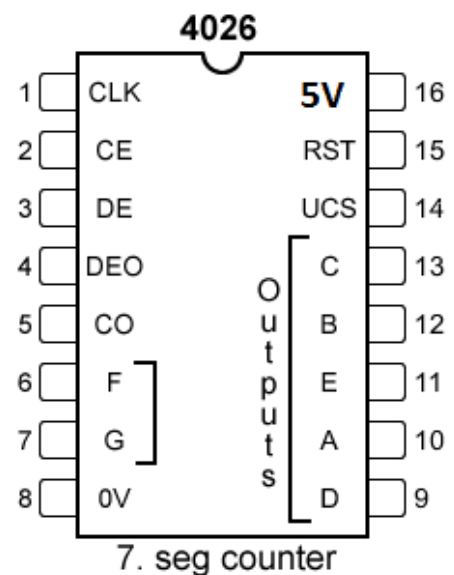 4026
1 CLK 5V 16
2 CE RST 15
3 DE UCS 14
4 DEO C 13
5 CO B 12
6 F E 11
7 G A 10
8 0V D 9
Outputs
7. seg counter